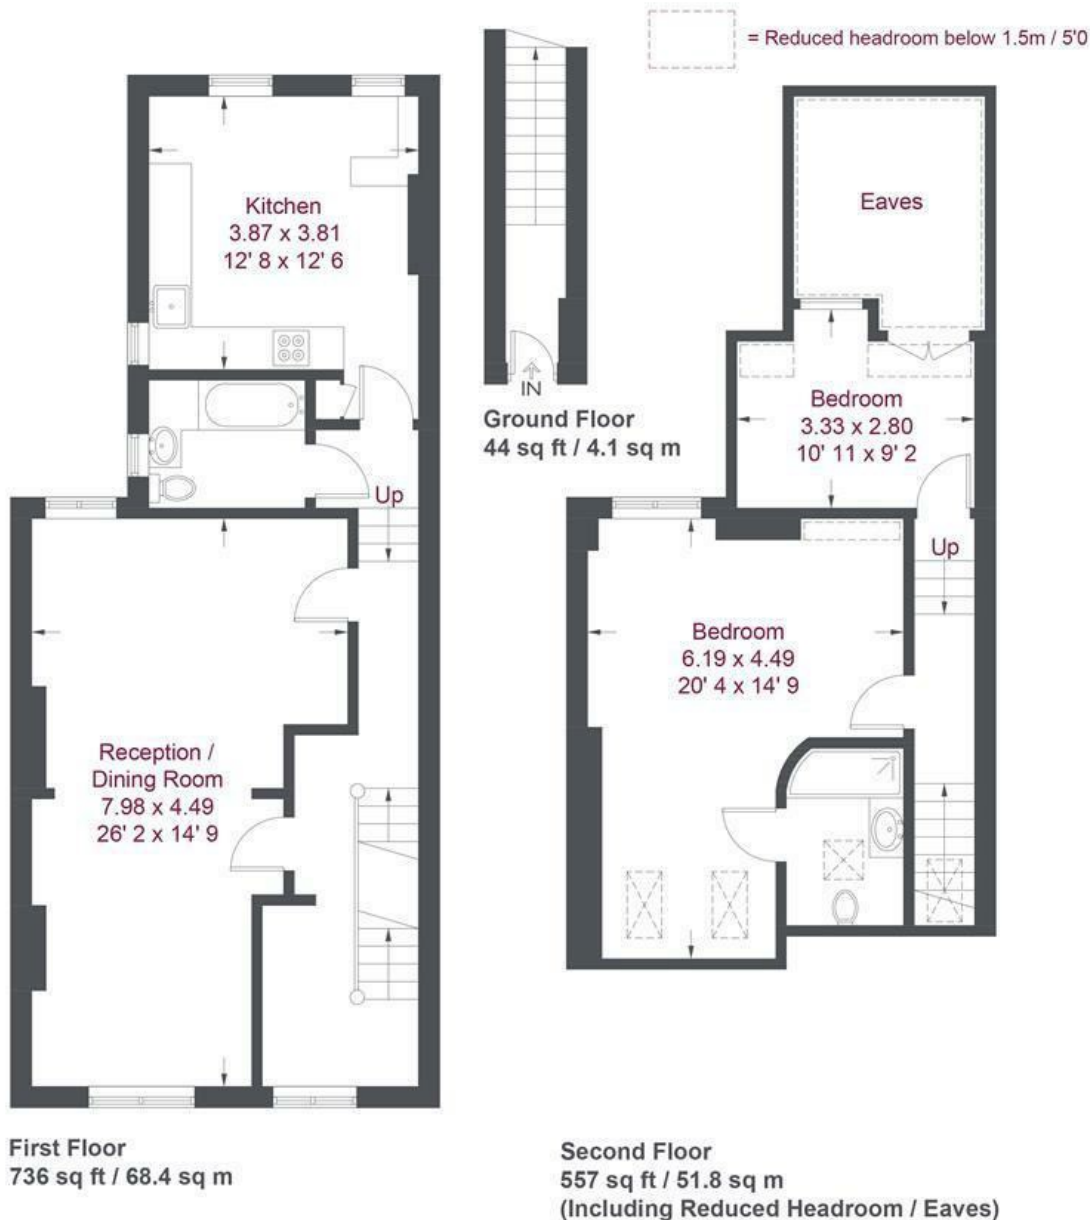 = Reduced headroom below 1.5m / 5'0
Kitchen
3.87 x 3.81
12' 8 x 12' 6
IN
Ground Floor
44 sq ft / 4.1 sq m
Eaves
Bedroom
3.33 x 2.80
10' 11 x 9' 2
Up
Up
Bedroom
6.19 x 4.49
20' 4 x 14' 9
Reception /
Dining Room
7.98 x 4.49
26' 2 x 14' 9
First Floor
736 sq ft / 68.4 sq m
Second Floor
557 sq ft / 51.8 sq m
(Including Reduced Headroom / Eaves)